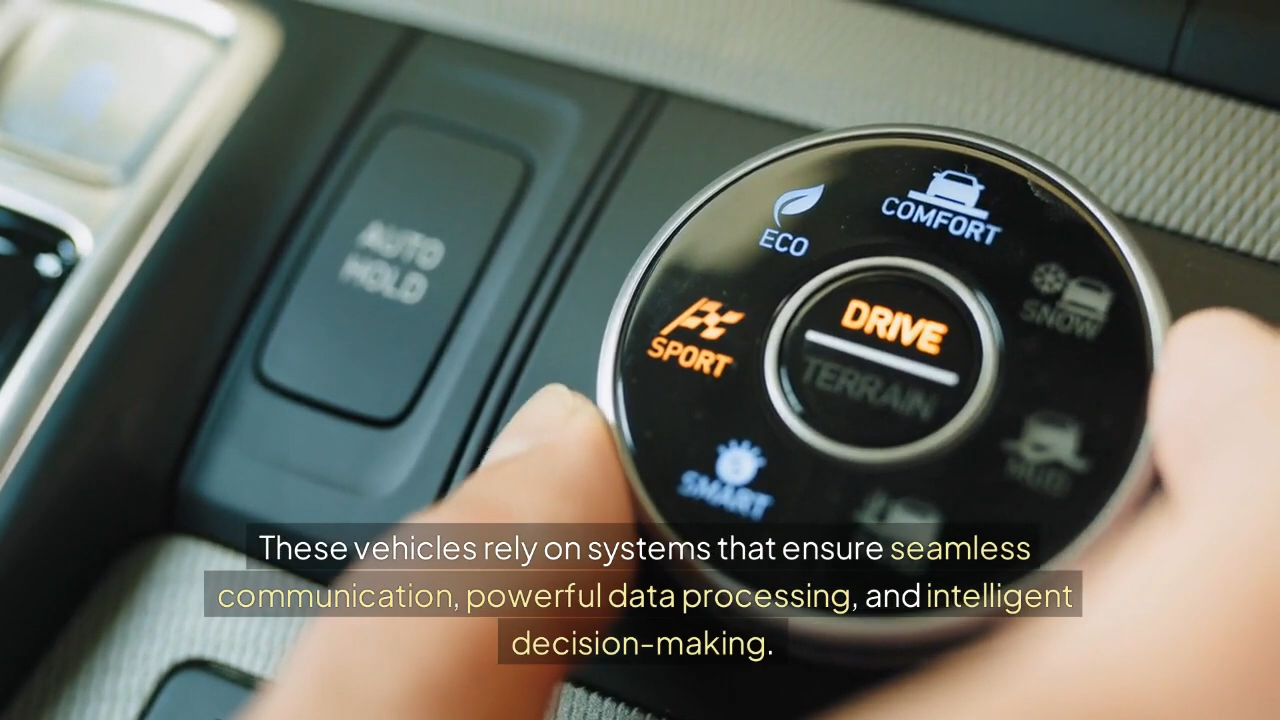 COMFORT
ECO
AUTO
HOLD
SNOW
DRIVE
SPORT
TERRAIN
MUD
SMART
These vehicles rely on systems that ensure seamless
communication, powerful data processing, and intelligent
decision-making.